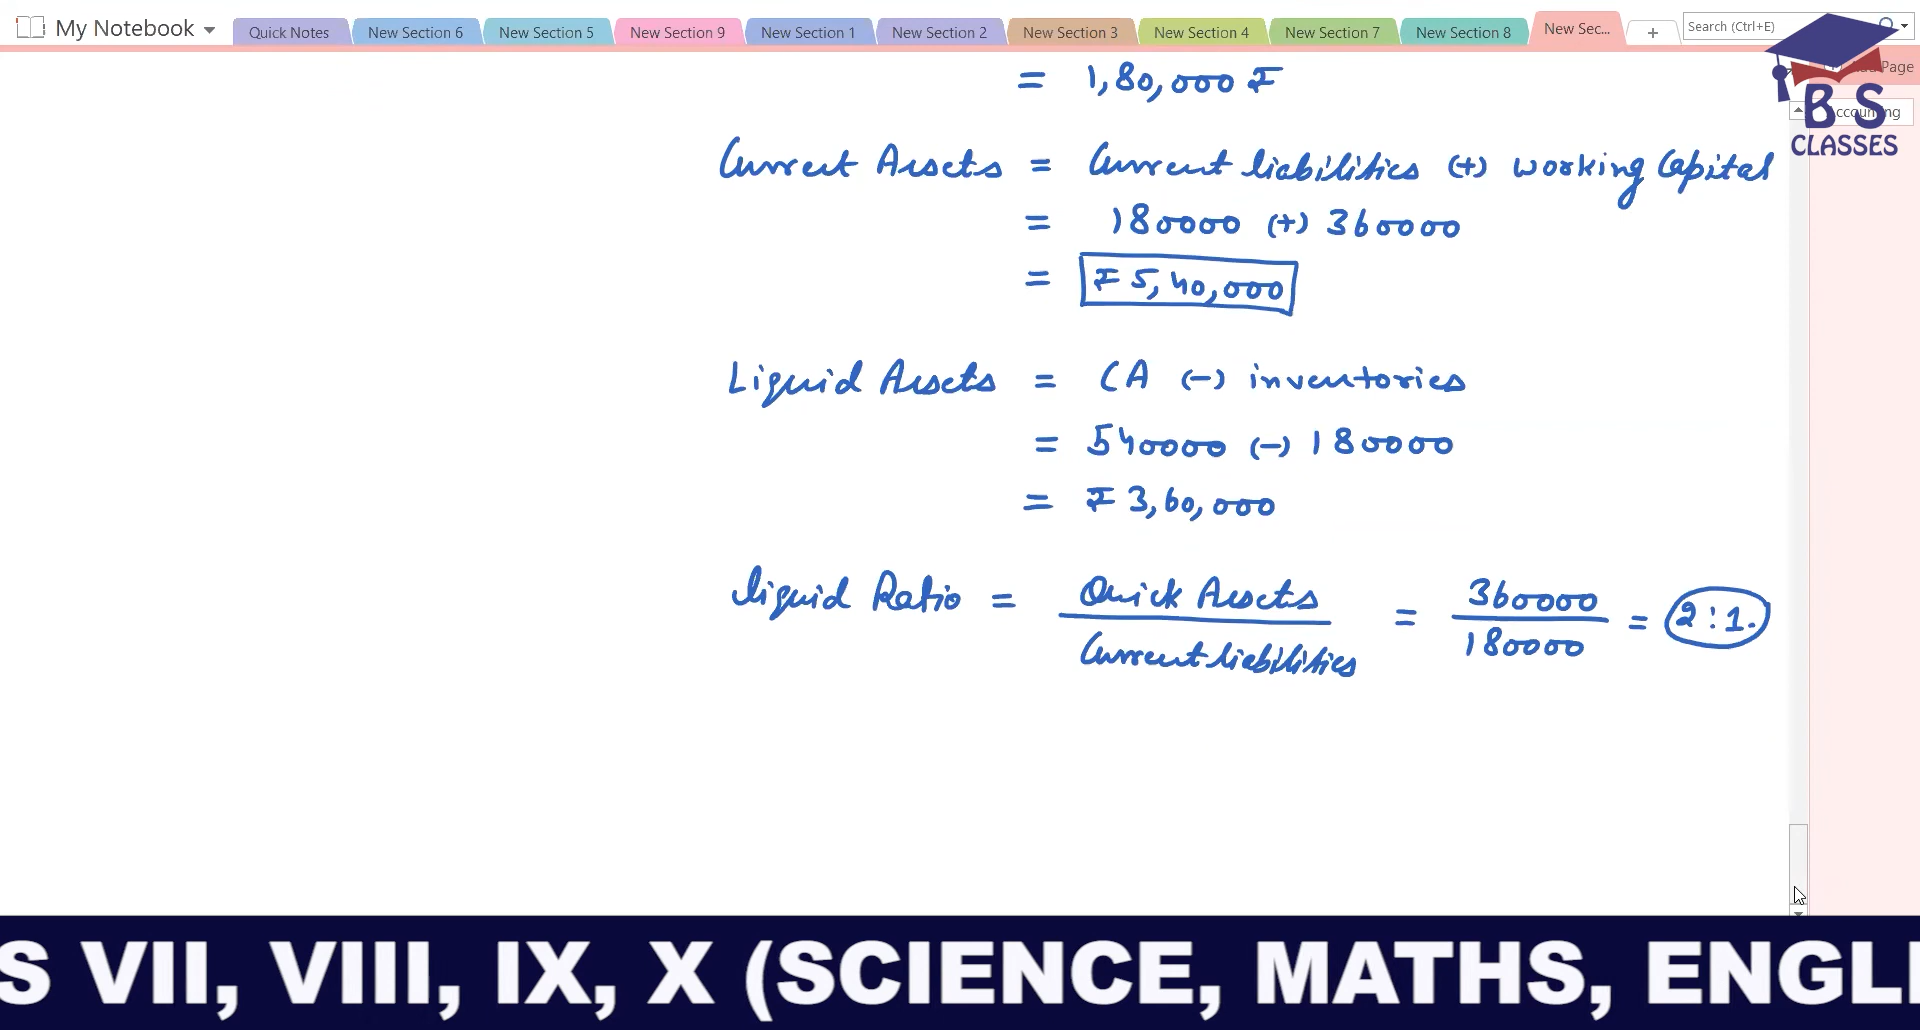 My Notebook Quick Notes New Section 6 New Section 5 New Section 9 New Section 1 New Section 2 New Section 3 New Section 4 New Section 7 New Section 8 New Sec... + Search (Ctrl+E)
Page
BS
CLASSES
= 1,80,000 ₹
Current Assets = Current liabilities (+) working Capital
= 180000 (+) 360000
= ₹ 5,40,000
Liquid Assets = CA (-) inventories
= 540000 (-) 180000
= ₹ 3,60,000
liquid Ratio = Quick Assets / Current liabilities = 360000 / 180000 = 2:1.
S VII, VIII, IX, X (SCIENCE, MATHS, ENGL